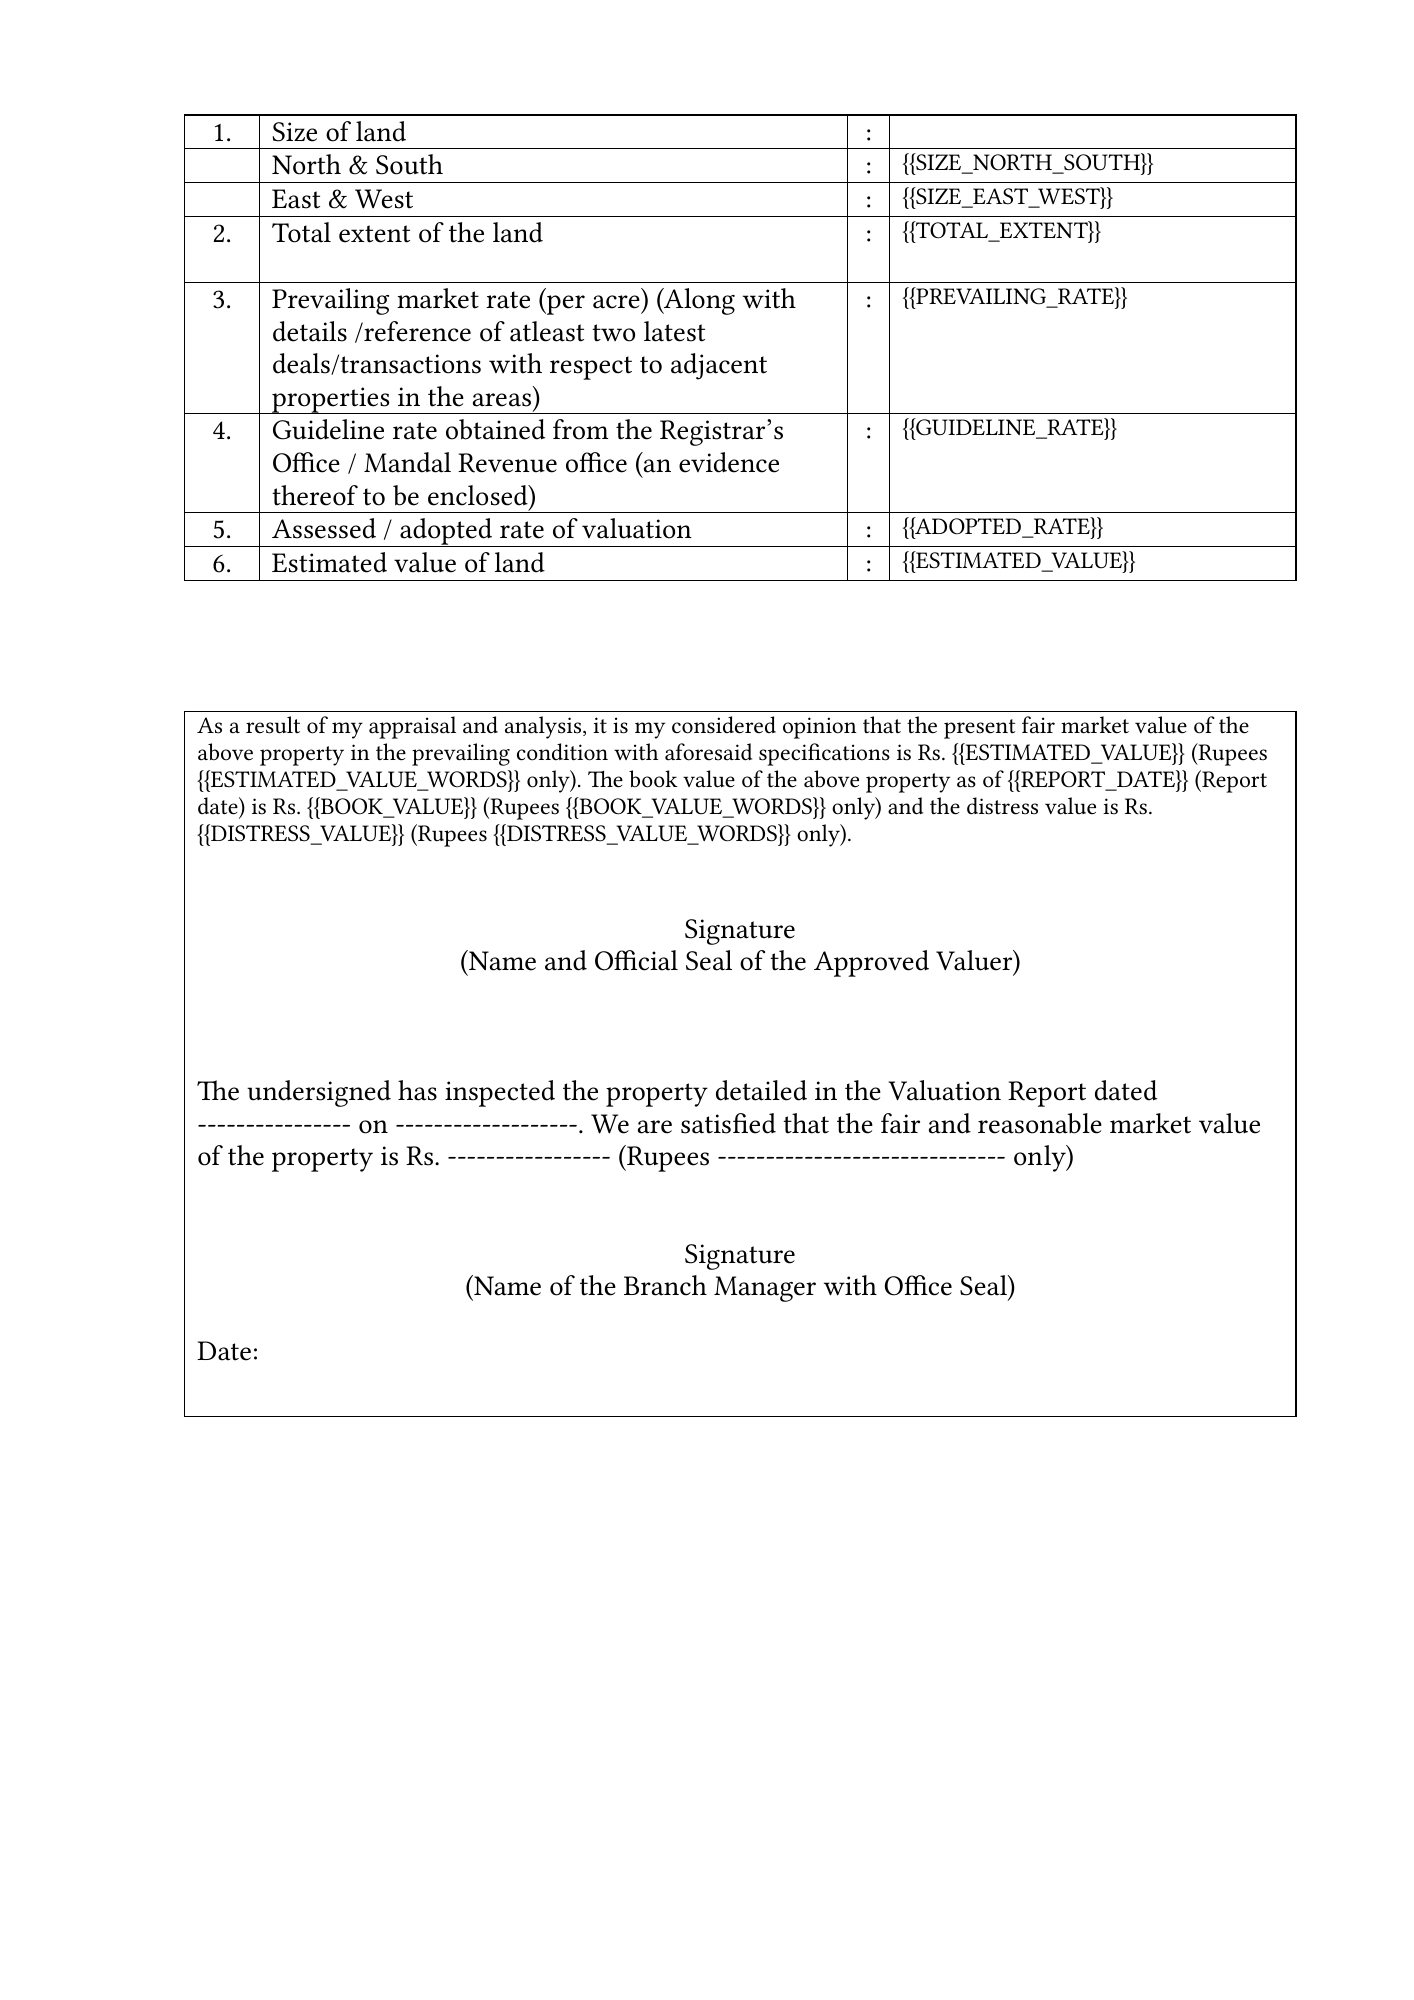 1. Size of land :
North & South : {{SIZE_NORTH_SOUTH}}
East & West : {{SIZE_EAST_WEST}}
2. Total extent of the land : {{TOTAL_EXTENT}}
3. Prevailing market rate (per acre) (Along with : {{PREVAILING_RATE}}
details /reference of atleast two latest
deals/transactions with respect to adjacent
properties in the areas)
4. Guideline rate obtained from the Registrar's : {{GUIDELINE_RATE}}
Office / Mandal Revenue office (an evidence
thereof to be enclosed)
5. Assessed / adopted rate of valuation : {{ADOPTED_RATE}}
6. Estimated value of land : {{ESTIMATED_VALUE}}
As a result of my appraisal and analysis, it is my considered opinion that the present fair market value of the
above property in the prevailing condition with aforesaid specifications is Rs. {{ESTIMATED_VALUE}} (Rupees
{{ESTIMATED_VALUE_WORDS}} only). The book value of the above property as of {{REPORT_DATE}} (Report
date) is Rs. {{BOOK_VALUE}} (Rupees {{BOOK_VALUE_WORDS}} only) and the distress value is Rs.
{{DISTRESS_VALUE}} (Rupees {{DISTRESS_VALUE_WORDS}} only).
Signature
(Name and Official Seal of the Approved Valuer)
The undersigned has inspected the property detailed in the Valuation Report dated
---------------- on -------------------. We are satisfied that the fair and reasonable market value
of the property is Rs. ----------------- (Rupees ------------------------------ only)
Signature
(Name of the Branch Manager with Office Seal)
Date: